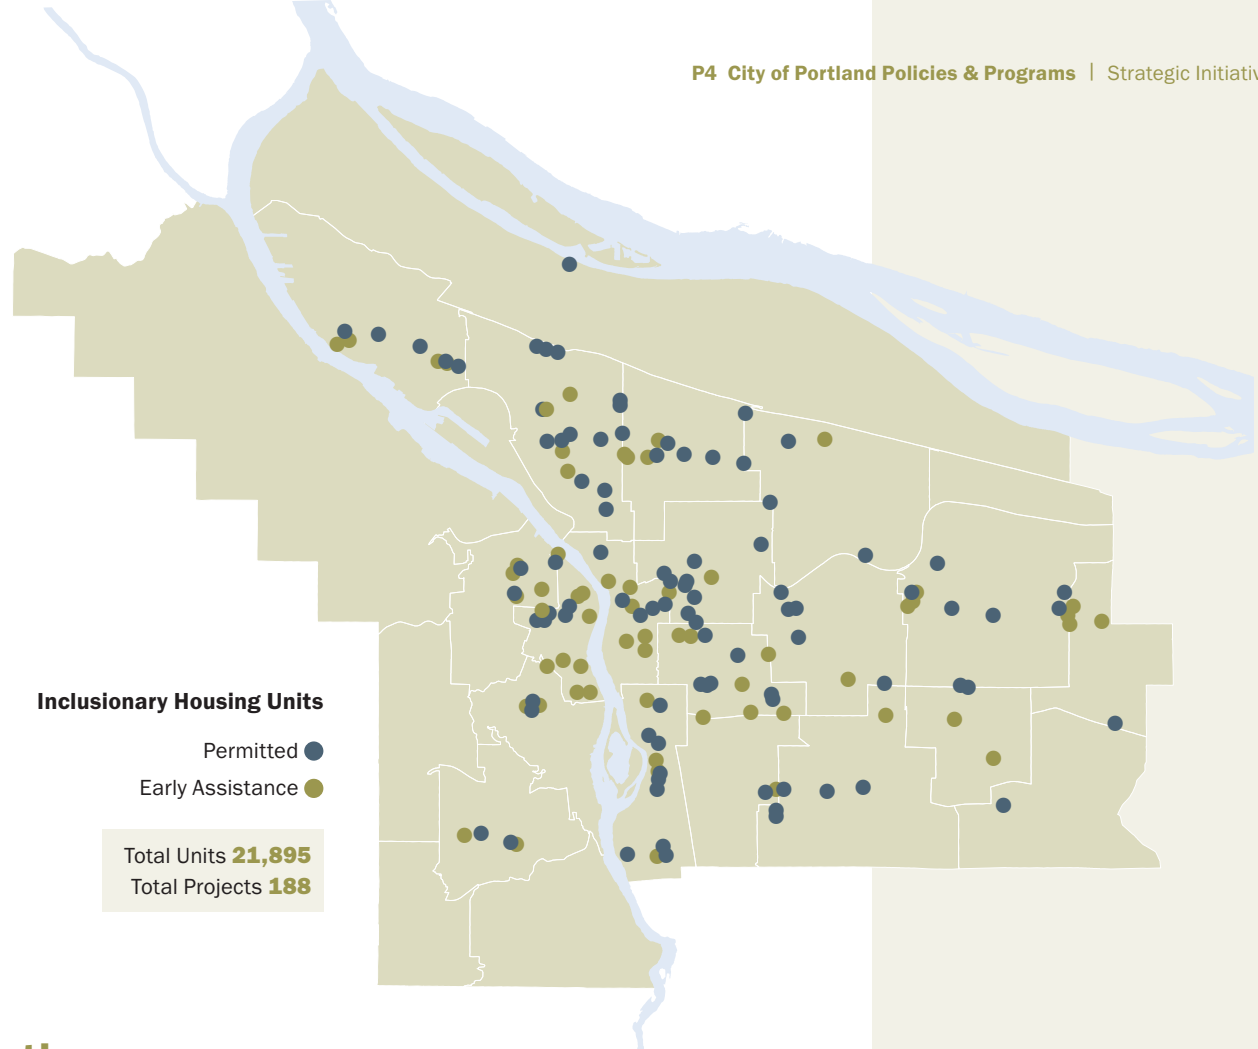 P4 City of Portland Policies & Programs | Strategic
Inclusionary Housing Units
Permitted
Early Assistance
Total Units 21,895
Total Projects 188